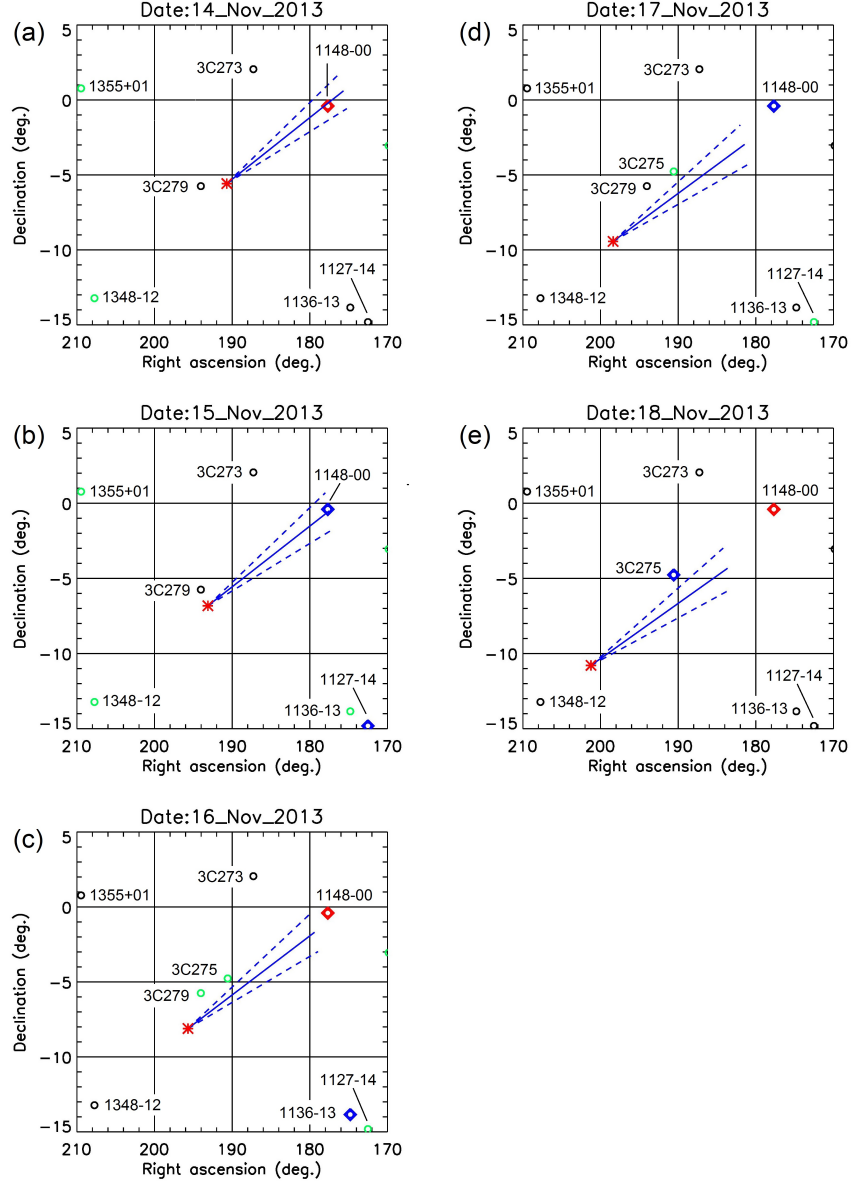 (a)
Date:14_Nov_2013
5
0
−5
−10
−15
1355+01
3C273
1148-00
3C279
1348-12
1127-14
1136-13
210 200 190 180 170
Right ascension (deg.)
Declination (deg.)
(d)
Date:17_Nov_2013
5
0
−5
−10
−15
1355+01
3C273
1148-00
3C275
3C279
1348-12
1127-14
1136-13
210 200 190 180 170
Right ascension (deg.)
Declination (deg.)
(b)
Date:15_Nov_2013
5
0
−5
−10
−15
1355+01
3C273
1148-00
3C279
1348-12
1127-14
1136-13
210 200 190 180 170
Right ascension (deg.)
Declination (deg.)
(e)
Date:18_Nov_2013
5
0
−5
−10
−15
1355+01
3C273
1148-00
3C275
1348-12
1127-14
1136-13
210 200 190 180 170
Right ascension (deg.)
Declination (deg.)
(c)
Date:16_Nov_2013
5
0
−5
−10
−15
1355+01
3C273
1148-00
3C275
3C279
1348-12
1127-14
1136-13
210 200 190 180 170
Right ascension (deg.)
Declination (deg.)